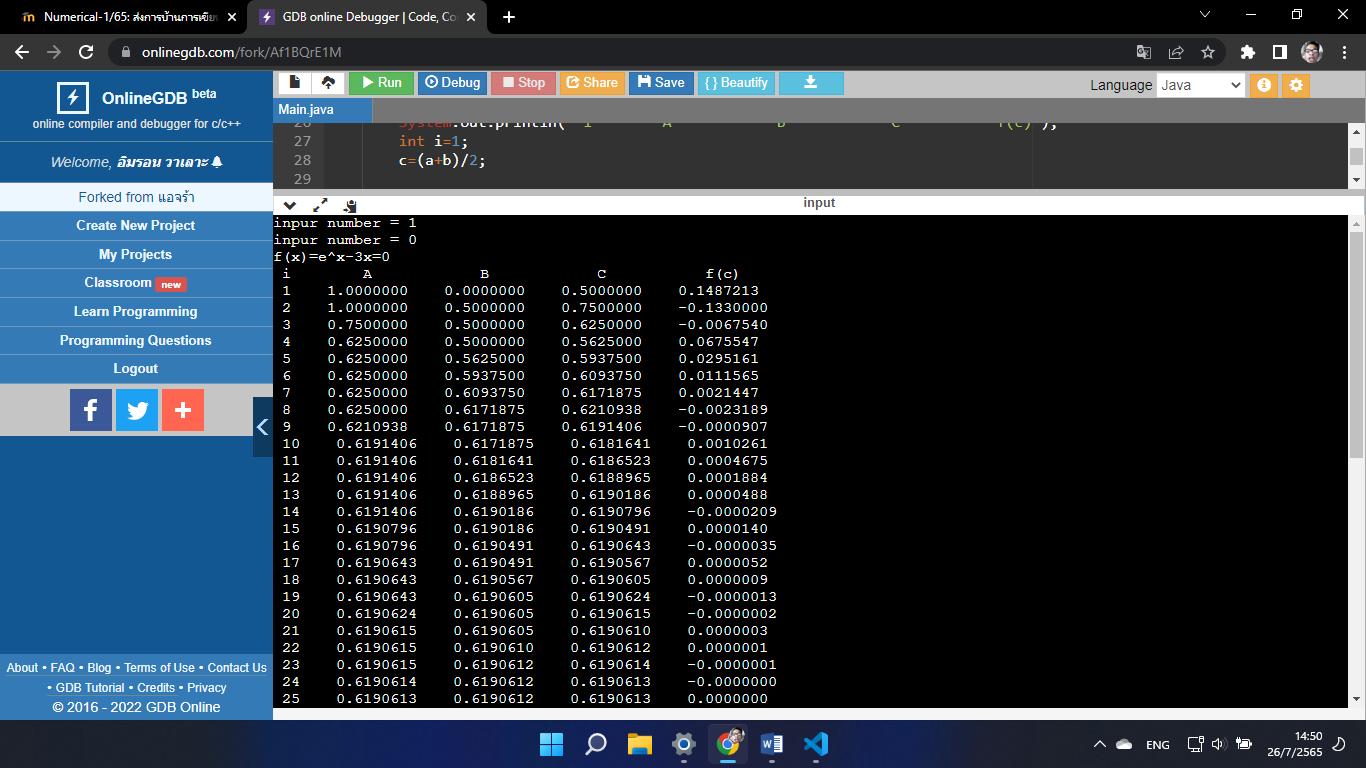 Numerical-1/65: ส่งการบ้านการเขีย
GDB online Debugger | Code, Co
onlinegdb.com/fork/Af1BQrE1M
OnlineGDB beta
online compiler and debugger for c/c++
Welcome, อิมรอน วาเลาะ
Forked from แอจร้า
Create New Project
My Projects
Classroom new
Learn Programming
Programming Questions
Logout
About • FAQ • Blog • Terms of Use • Contact Us
• GDB Tutorial • Credits • Privacy
© 2016 - 2022 GDB Online
Run Debug Stop Share Save { } Beautify
Language Java
Main.java
26 System.out.println(" i A B C f(c)");
27 int i=1;
28 c=(a+b)/2;
29
input
inpur number = 1
inpur number = 0
f(x)=e^x-3x=0
i A B C f(c)
1 1.0000000 0.0000000 0.5000000 0.1487213
2 1.0000000 0.5000000 0.7500000 -0.1330000
3 0.7500000 0.5000000 0.6250000 -0.0067540
4 0.6250000 0.5000000 0.5625000 0.0675547
5 0.6250000 0.5625000 0.5937500 0.0295161
6 0.6250000 0.5937500 0.6093750 0.0111565
7 0.6250000 0.6093750 0.6171875 0.0021447
8 0.6250000 0.6171875 0.6210938 -0.0023189
9 0.6210938 0.6171875 0.6191406 -0.0000907
10 0.6191406 0.6171875 0.6181641 0.0010261
11 0.6191406 0.6181641 0.6186523 0.0004675
12 0.6191406 0.6186523 0.6188965 0.0001884
13 0.6191406 0.6188965 0.6190186 0.0000488
14 0.6191406 0.6190186 0.6190796 -0.0000209
15 0.6190796 0.6190186 0.6190491 0.0000140
16 0.6190796 0.6190491 0.6190643 -0.0000035
17 0.6190643 0.6190491 0.6190567 0.0000052
18 0.6190643 0.6190567 0.6190605 0.0000009
19 0.6190643 0.6190605 0.6190624 -0.0000013
20 0.6190624 0.6190605 0.6190615 -0.0000002
21 0.6190615 0.6190605 0.6190610 0.0000003
22 0.6190615 0.6190610 0.6190612 0.0000001
23 0.6190615 0.6190612 0.6190614 -0.0000001
24 0.6190614 0.6190612 0.6190613 -0.0000000
25 0.6190613 0.6190612 0.6190613 0.0000000
ENG
14:50
26/7/2565